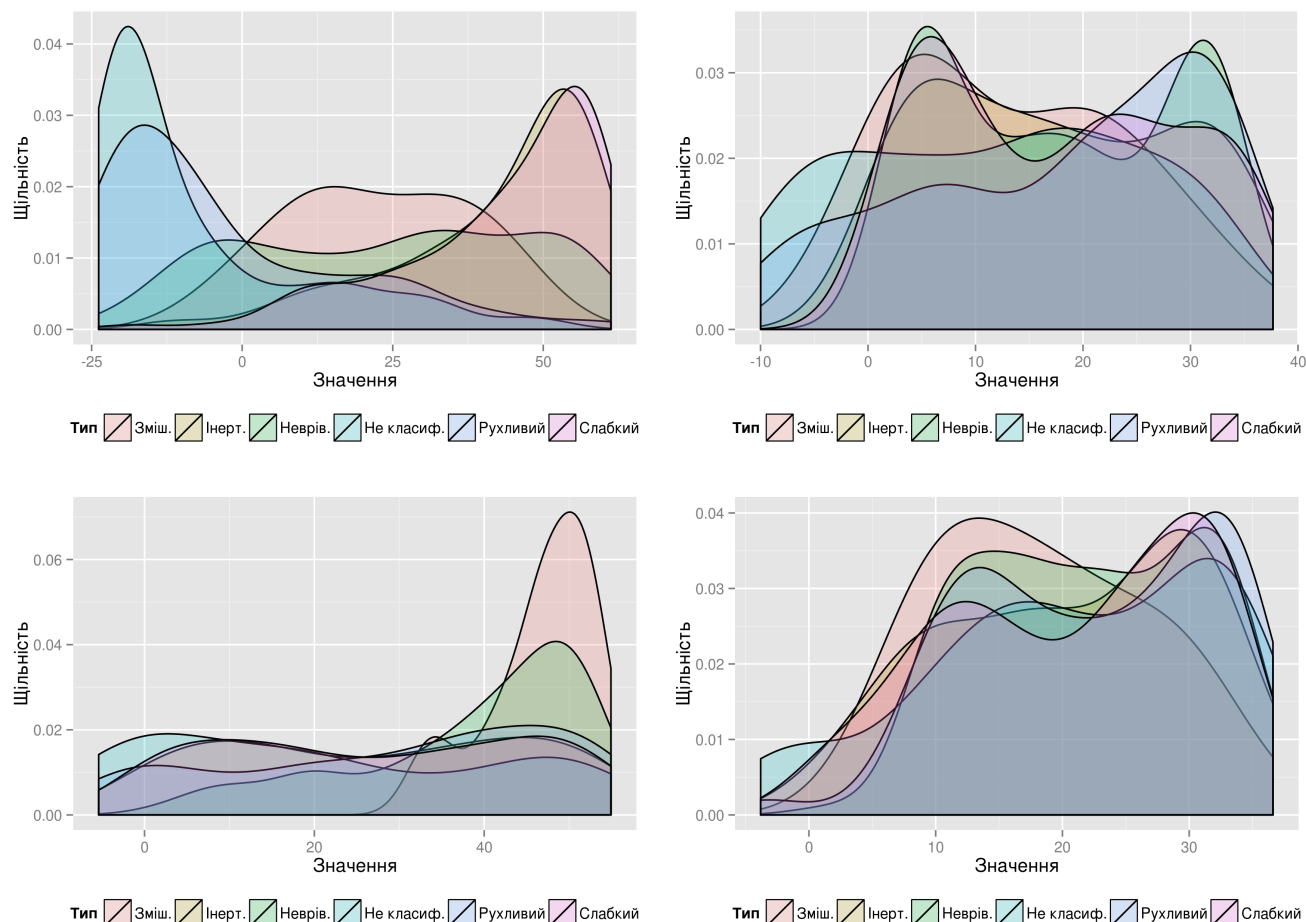 Щільність
0.04
0.03
0.02
0.01
0.00
-25 0 25 50
Значення
Тип Зміш. Інерт. Неврів. Не класиф. Рухливий Слабкий
Щільність
0.03
0.02
0.01
0.00
-10 0 10 20 30 40
Значення
Тип Зміш. Інерт. Неврів. Не класиф. Рухливий Слабкий
Щільність
0.06
0.04
0.02
0.00
0 20 40
Значення
Тип Зміш. Інерт. Неврів. Не класиф. Рухливий Слабкий
Щільність
0.04
0.03
0.02
0.01
0.00
0 10 20 30
Значення
Тип Зміш. Інерт. Неврів. Не класиф. Рухливий Слабкий